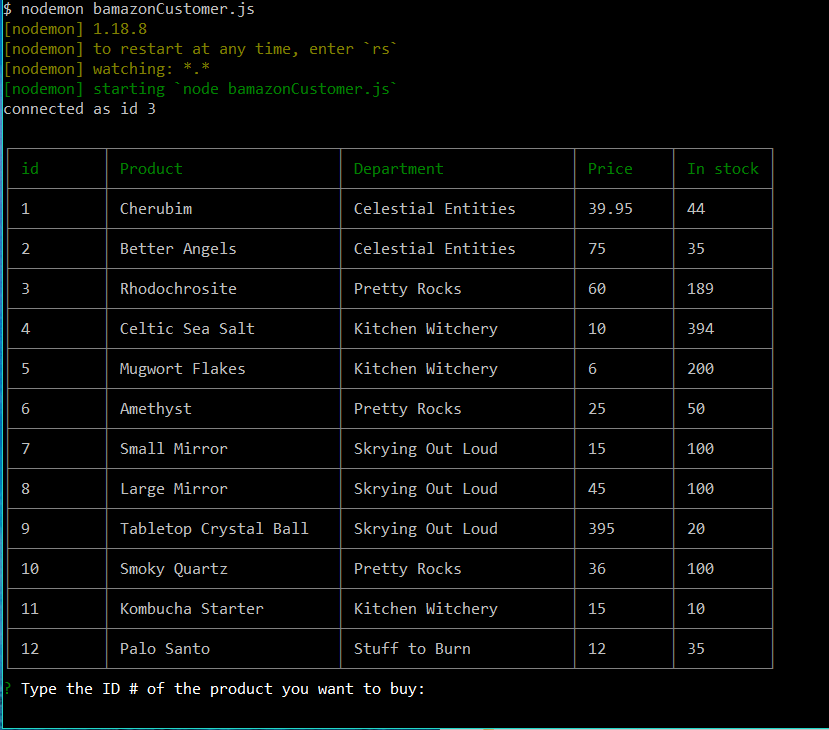 $ nodemon bamazonCustomer.js
[nodemon] 1.18.8
[nodemon] to restart at any time, enter `rs`
[nodemon] watching: *.*
[nodemon] starting `node bamazonCustomer.js`
connected as id 3
id Product Department Price In stock
1 Cherubim Celestial Entities 39.95 44
2 Better Angels Celestial Entities 75 35
3 Rhodochrosite Pretty Rocks 60 189
4 Celtic Sea Salt Kitchen Witchery 10 394
5 Mugwort Flakes Kitchen Witchery 6 200
6 Amethyst Pretty Rocks 25 50
7 Small Mirror Skrying Out Loud 15 100
8 Large Mirror Skrying Out Loud 45 100
9 Tabletop Crystal Ball Skrying Out Loud 395 20
10 Smoky Quartz Pretty Rocks 36 100
11 Kombucha Starter Kitchen Witchery 15 10
12 Palo Santo Stuff to Burn 12 35
? Type the ID # of the product you want to buy: